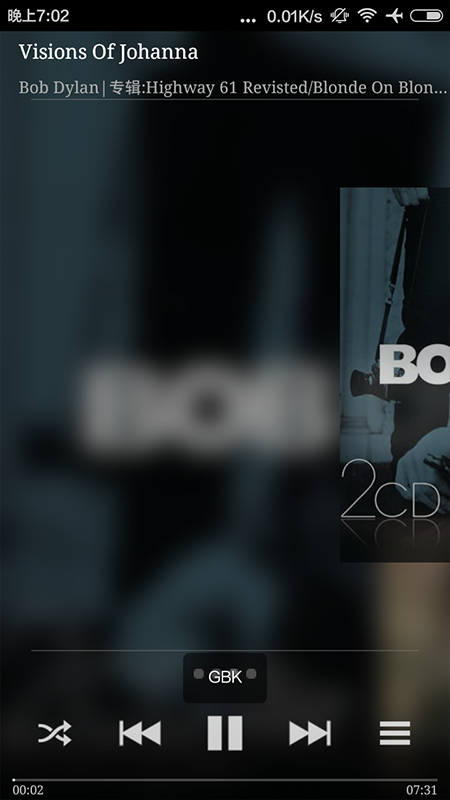 晚上7:02 ... 0.01K/s
Visions Of Johanna
Bob Dylan|专辑:Highway 61 Revisted/Blonde On Blon...
BOB
BO
2CD
GBK
00:02 07:31